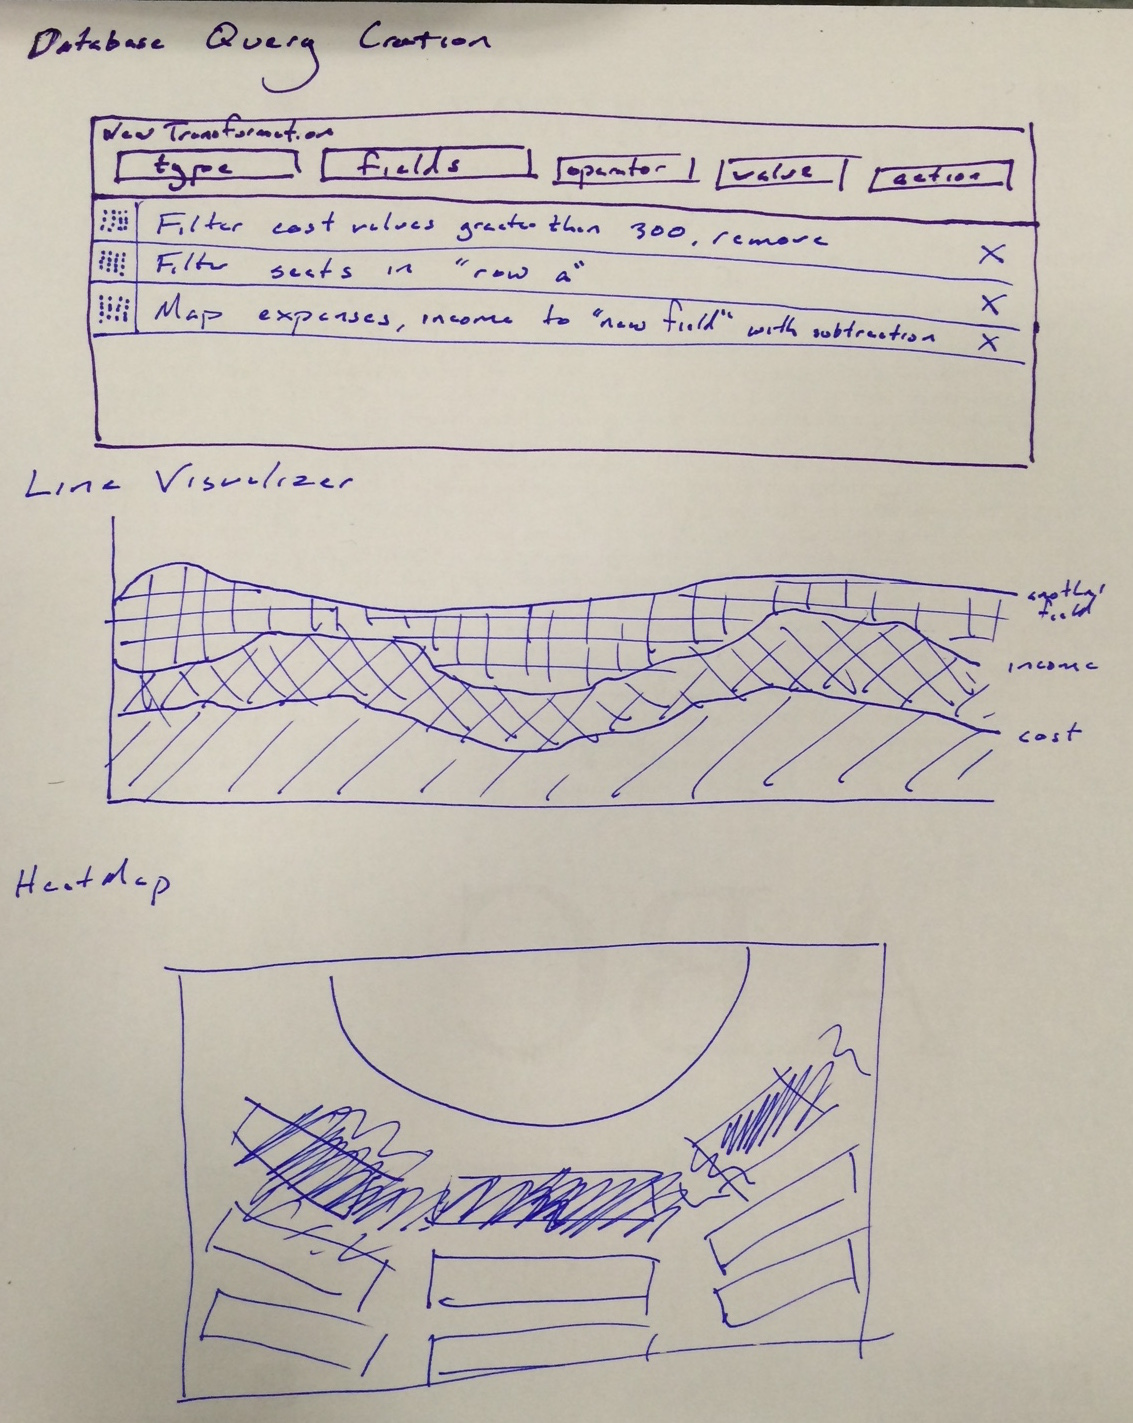 Database Query Creation
New Transformation
type fields operator value action
Filter cost values greater than 300, remove X
Filter seats in "row a" X
Map expenses, income to "new field" with subtraction X
Line Visualizer
another
field
income
cost
HeatMap